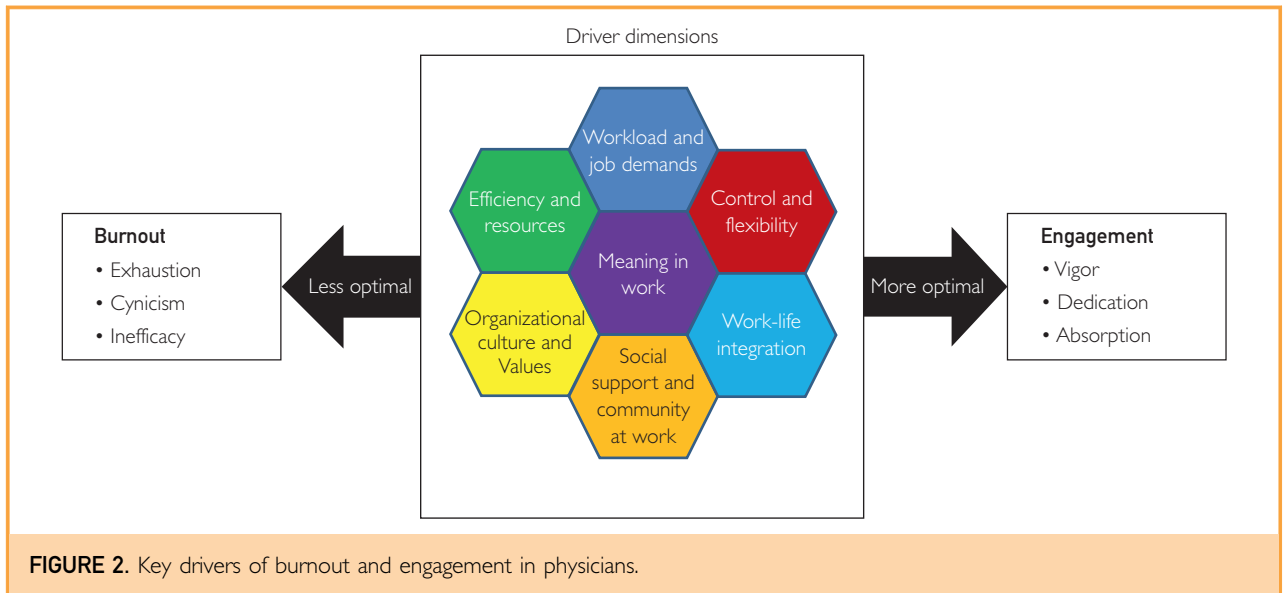 Driver dimensions
Workload and
job demands
Efficiency and
resources
Control and
flexibility
Meaning in
work
Organizational
culture and
Values
Work-life
integration
Social
support and
community
at work
Burnout
• Exhaustion
• Cynicism
• Inefficacy
Less optimal
More optimal
Engagement
• Vigor
• Dedication
• Absorption
FIGURE 2. Key drivers of burnout and engagement in physicians.